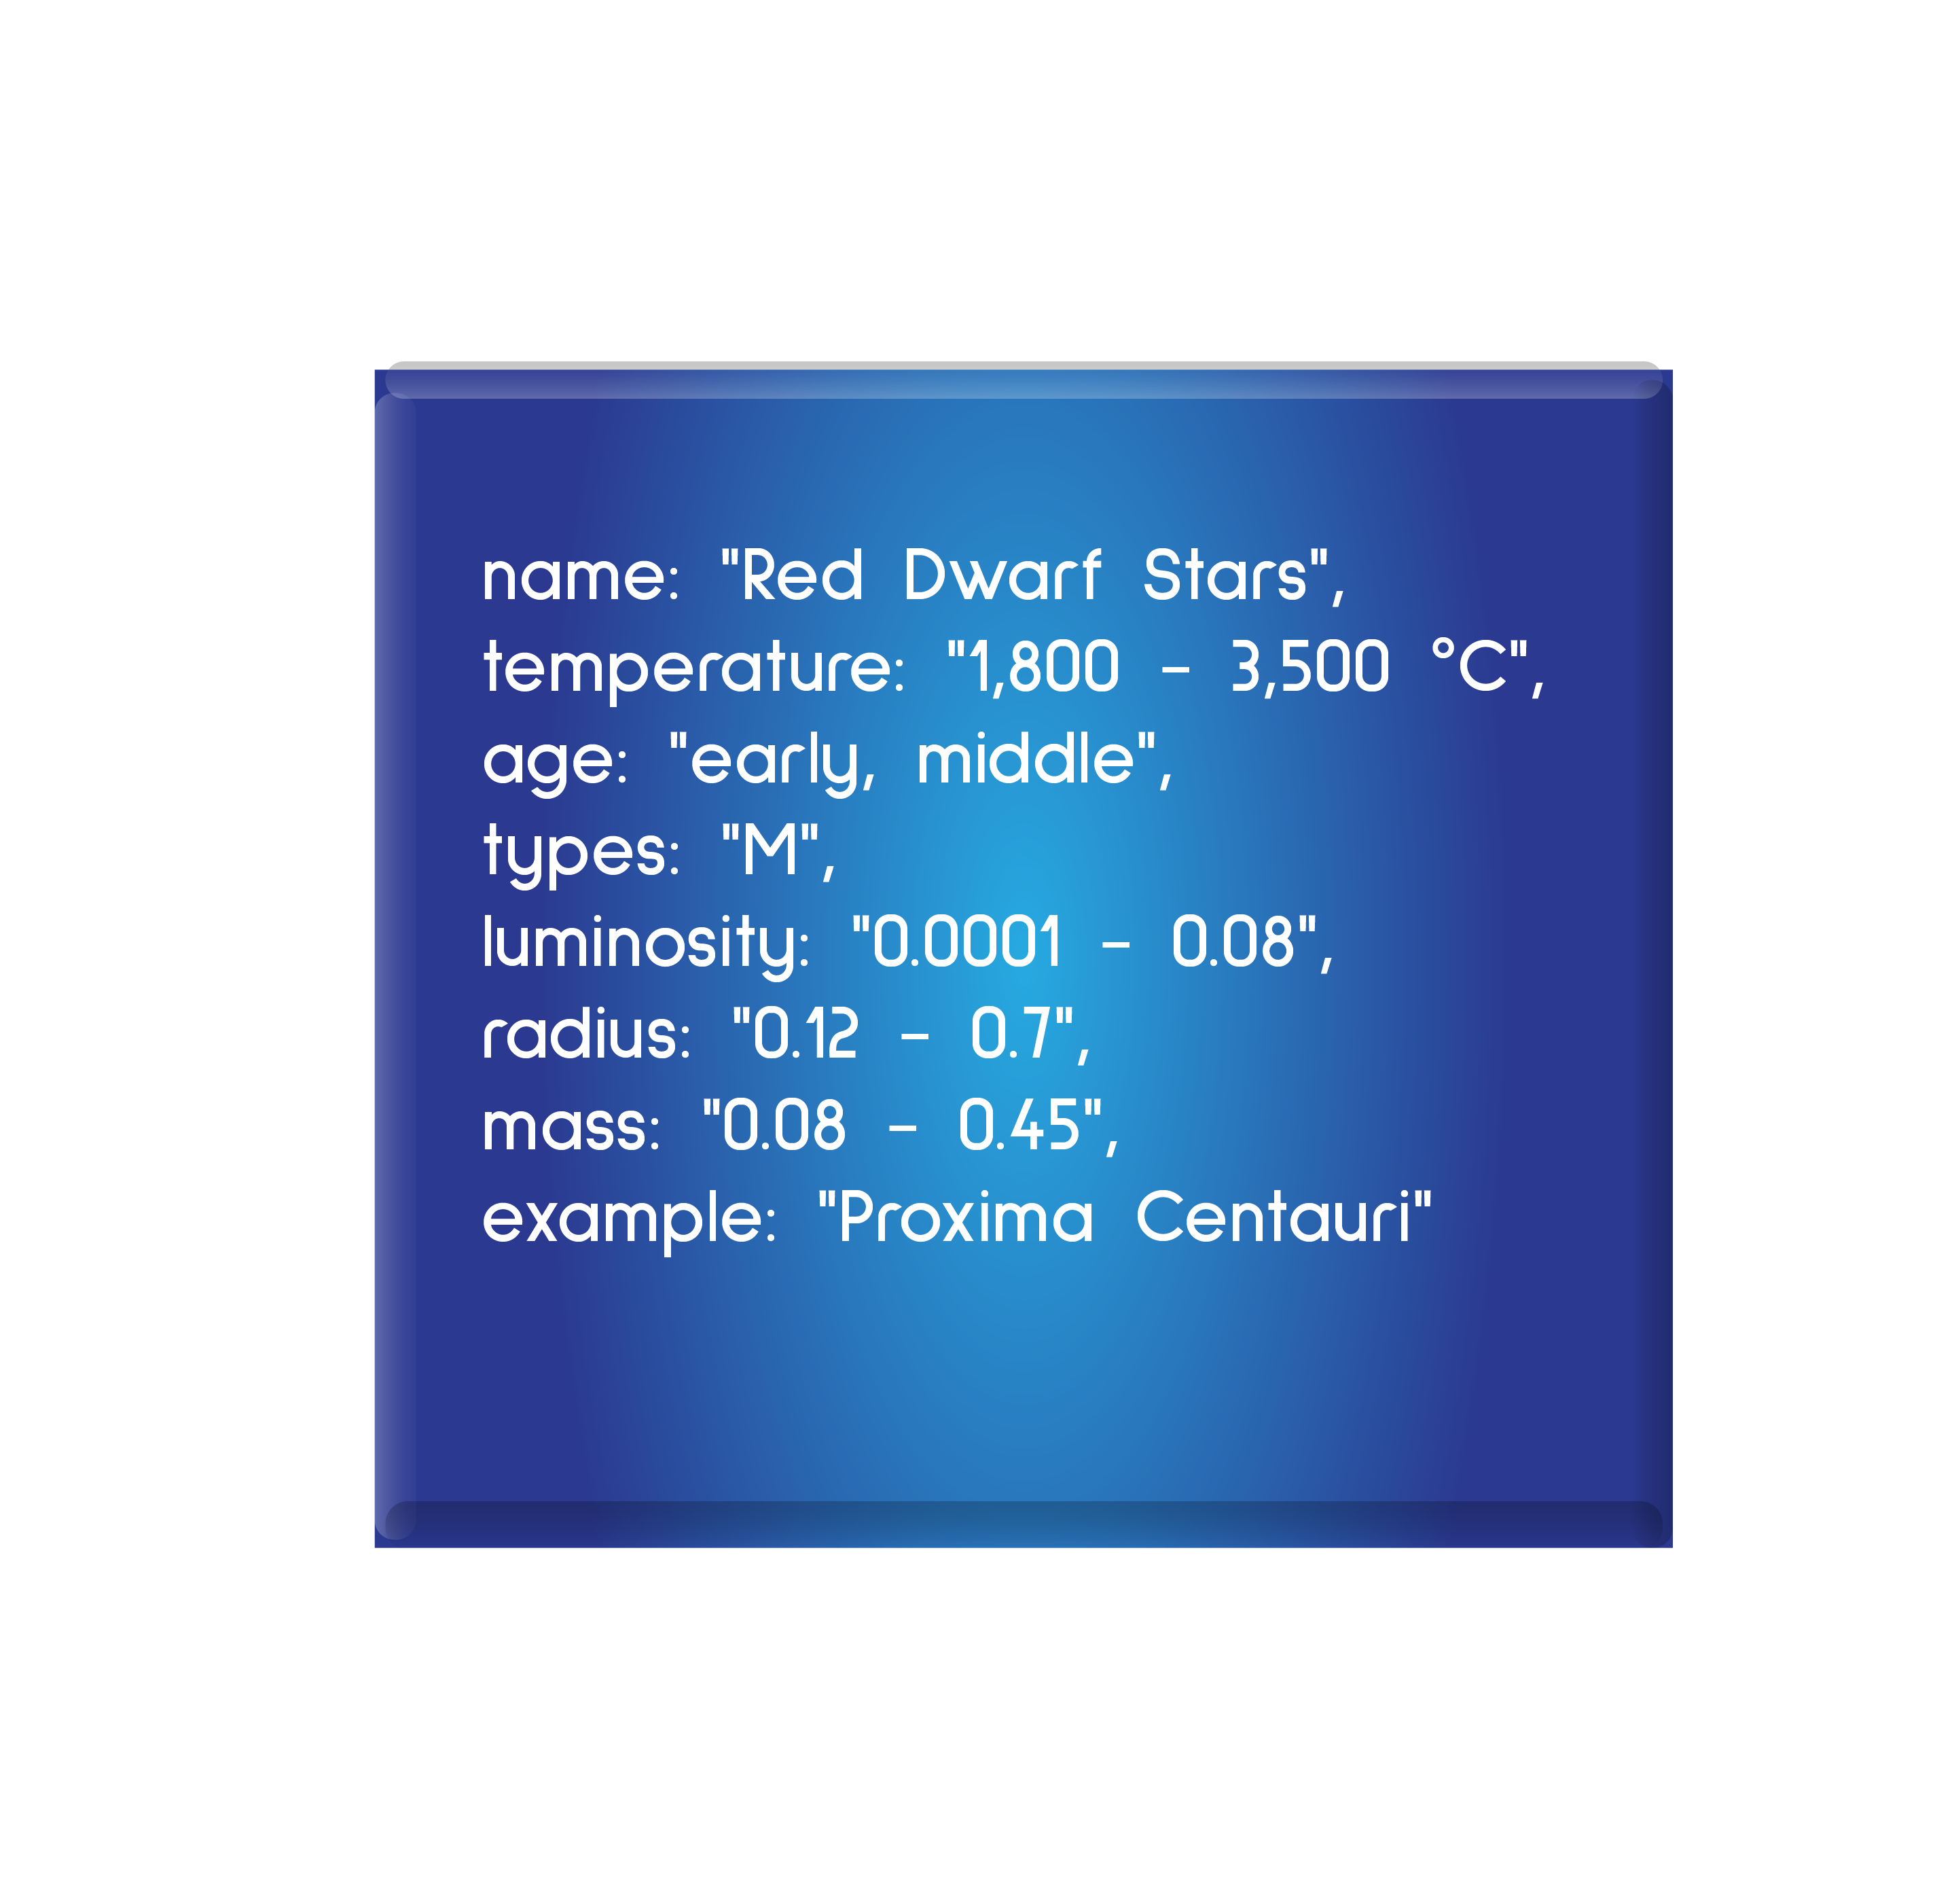 name: "Red Dwarf Stars",
temperature: "1,800 - 3,500 °C",
age: "early, middle",
types: "M",
luminosity: "0.0001 - 0.08",
radius: "0.12 - 0.7",
mass: "0.08 - 0.45",
example: "Proxima Centauri"